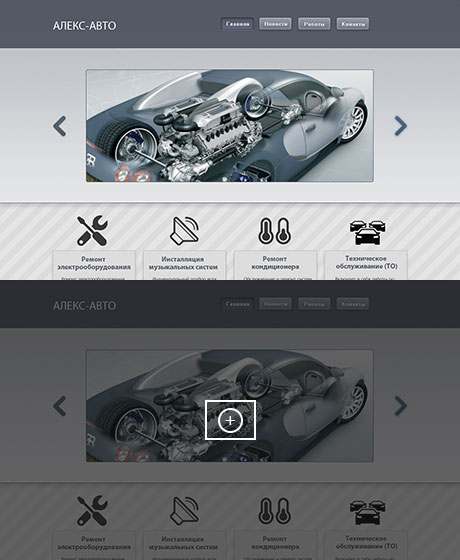 АЛЕКС-АВТО
Главная
Новости
Работы
Контакты
Ремонт
электрооборудования
Инсталляция
музыкальных систем
Ремонт
кондиционера
Техническое
обслуживание (ТО)
АЛЕКС-АВТО
Главная
Новости
Работы
Контакты
Ремонт
электрооборудования
Инсталляция
музыкальных систем
Ремонт
кондиционера
Техническое
обслуживание (ТО)